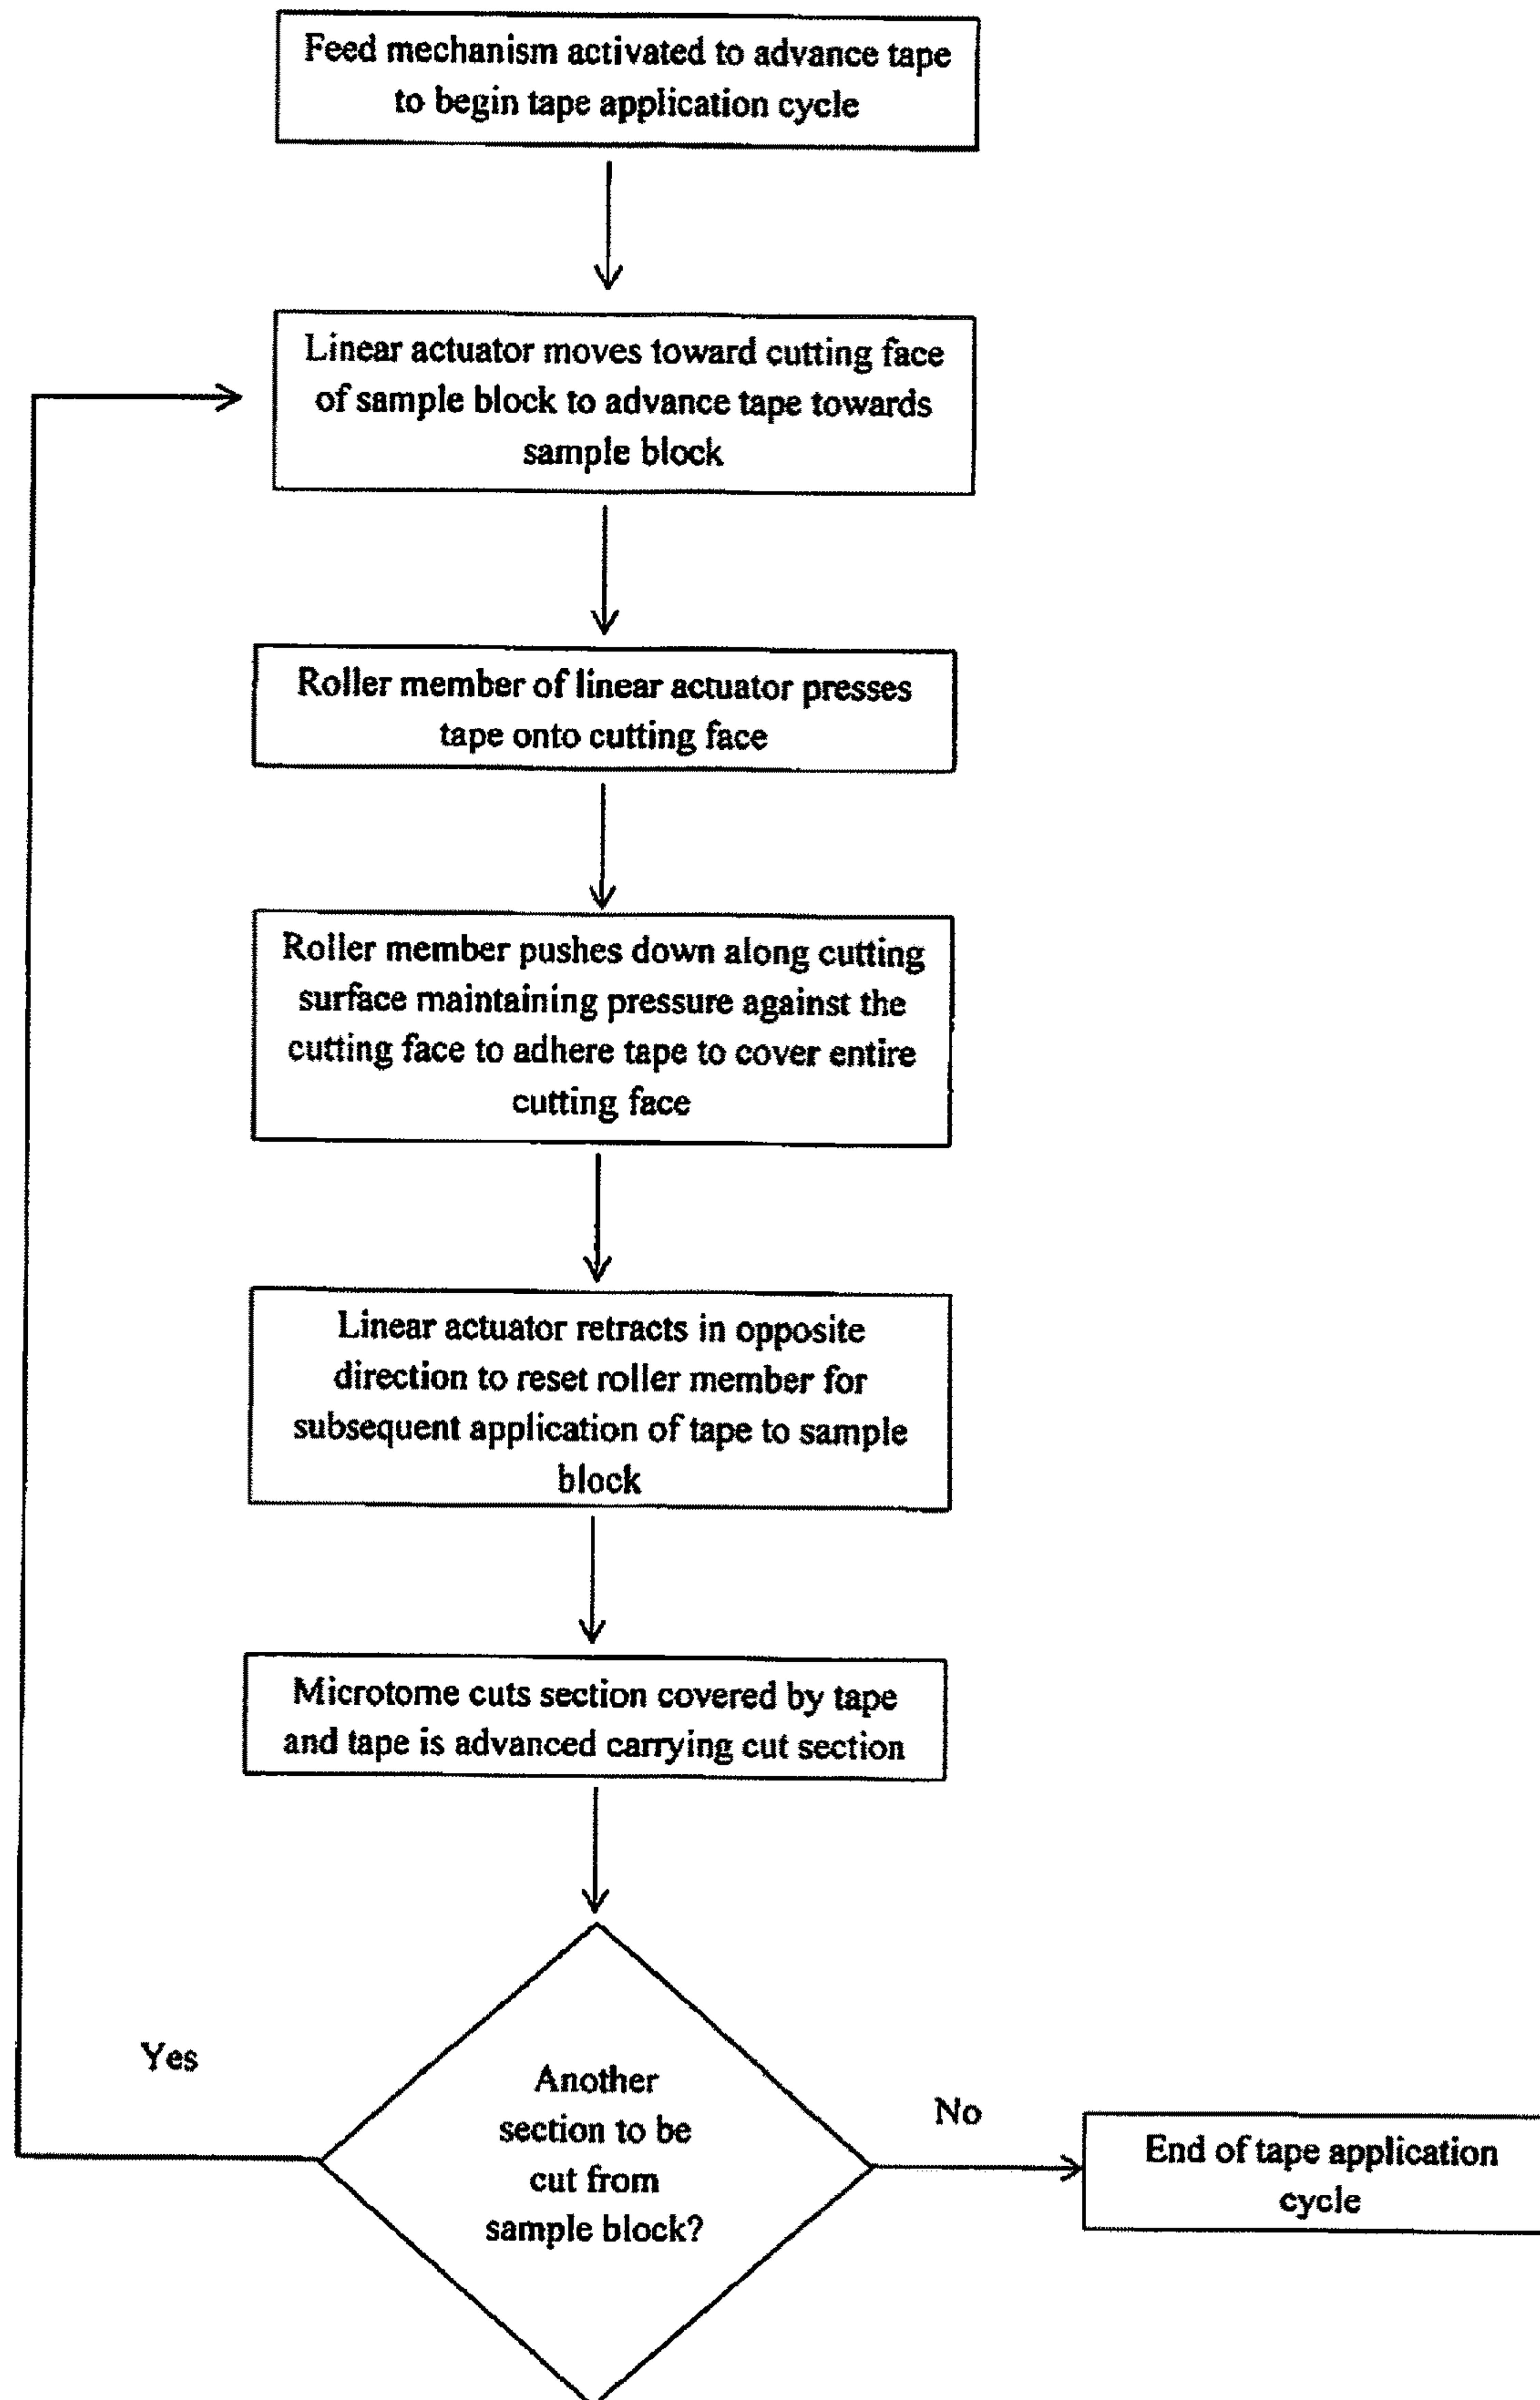 Feed mechanism activated to advance tape
to begin tape application cycle
Linear actuator moves toward cutting face
of sample block to advance tape towards
sample block
Roller member of linear actuator presses
tape onto cutting face
Roller member pushes down along cutting
surface maintaining pressure against the
cutting face to adhere tape to cover entire
cutting face
Linear actuator retracts in opposite
direction to reset roller member for
subsequent application of tape to sample
block
Microtome cuts section covered by tape
and tape is advanced carrying cut section
Another
section to be
cut from
sample block?
Yes
No
End of tape application
cycle